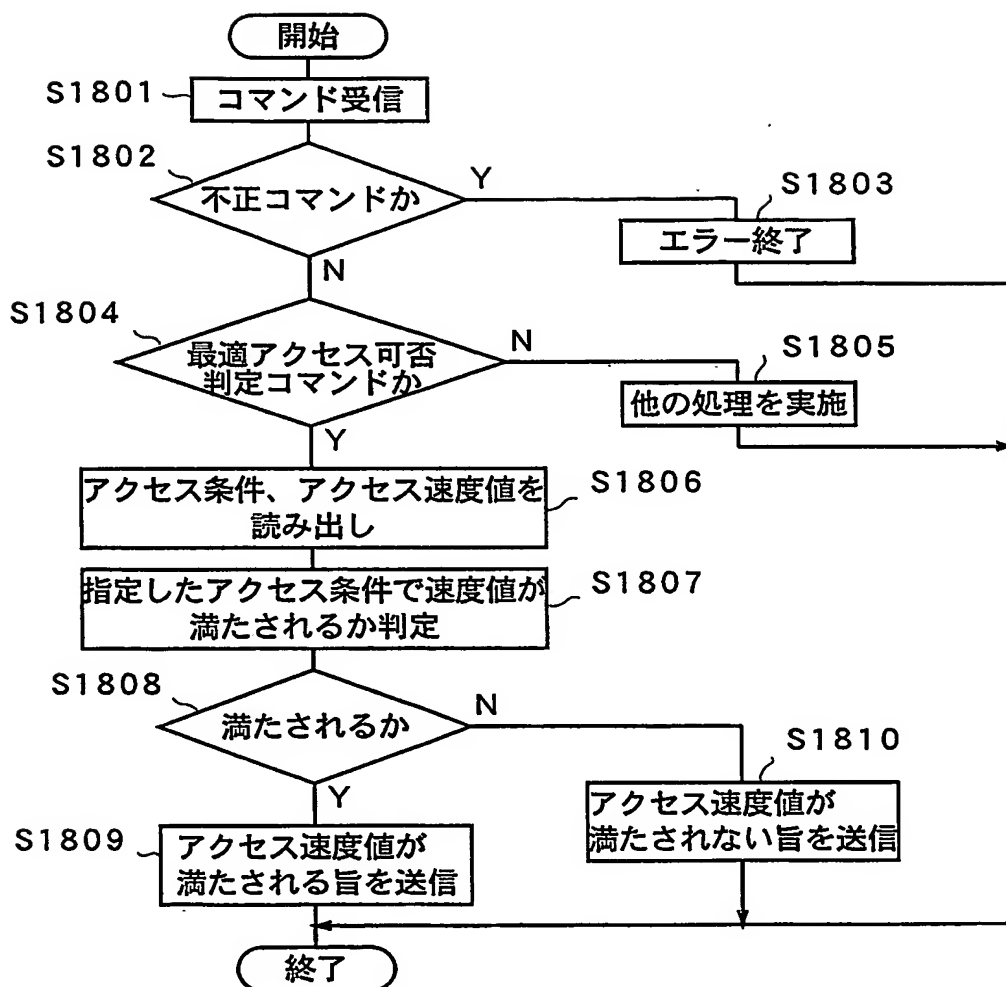 開始
S1801
コマンド受信
S1802
不正コマンドか
Y
S1803
エラー終了
N
S1804
最適アクセス可否
判定コマンドか
N
S1805
他の処理を実施
Y
アクセス条件、アクセス速度値を
読み出し
S1806
指定したアクセス条件で速度値が
満たされるか判定
S1807
S1808
満たされるか
N
S1810
アクセス速度値が
満たされない旨を送信
Y
S1809
アクセス速度値が
満たされる旨を送信
終了